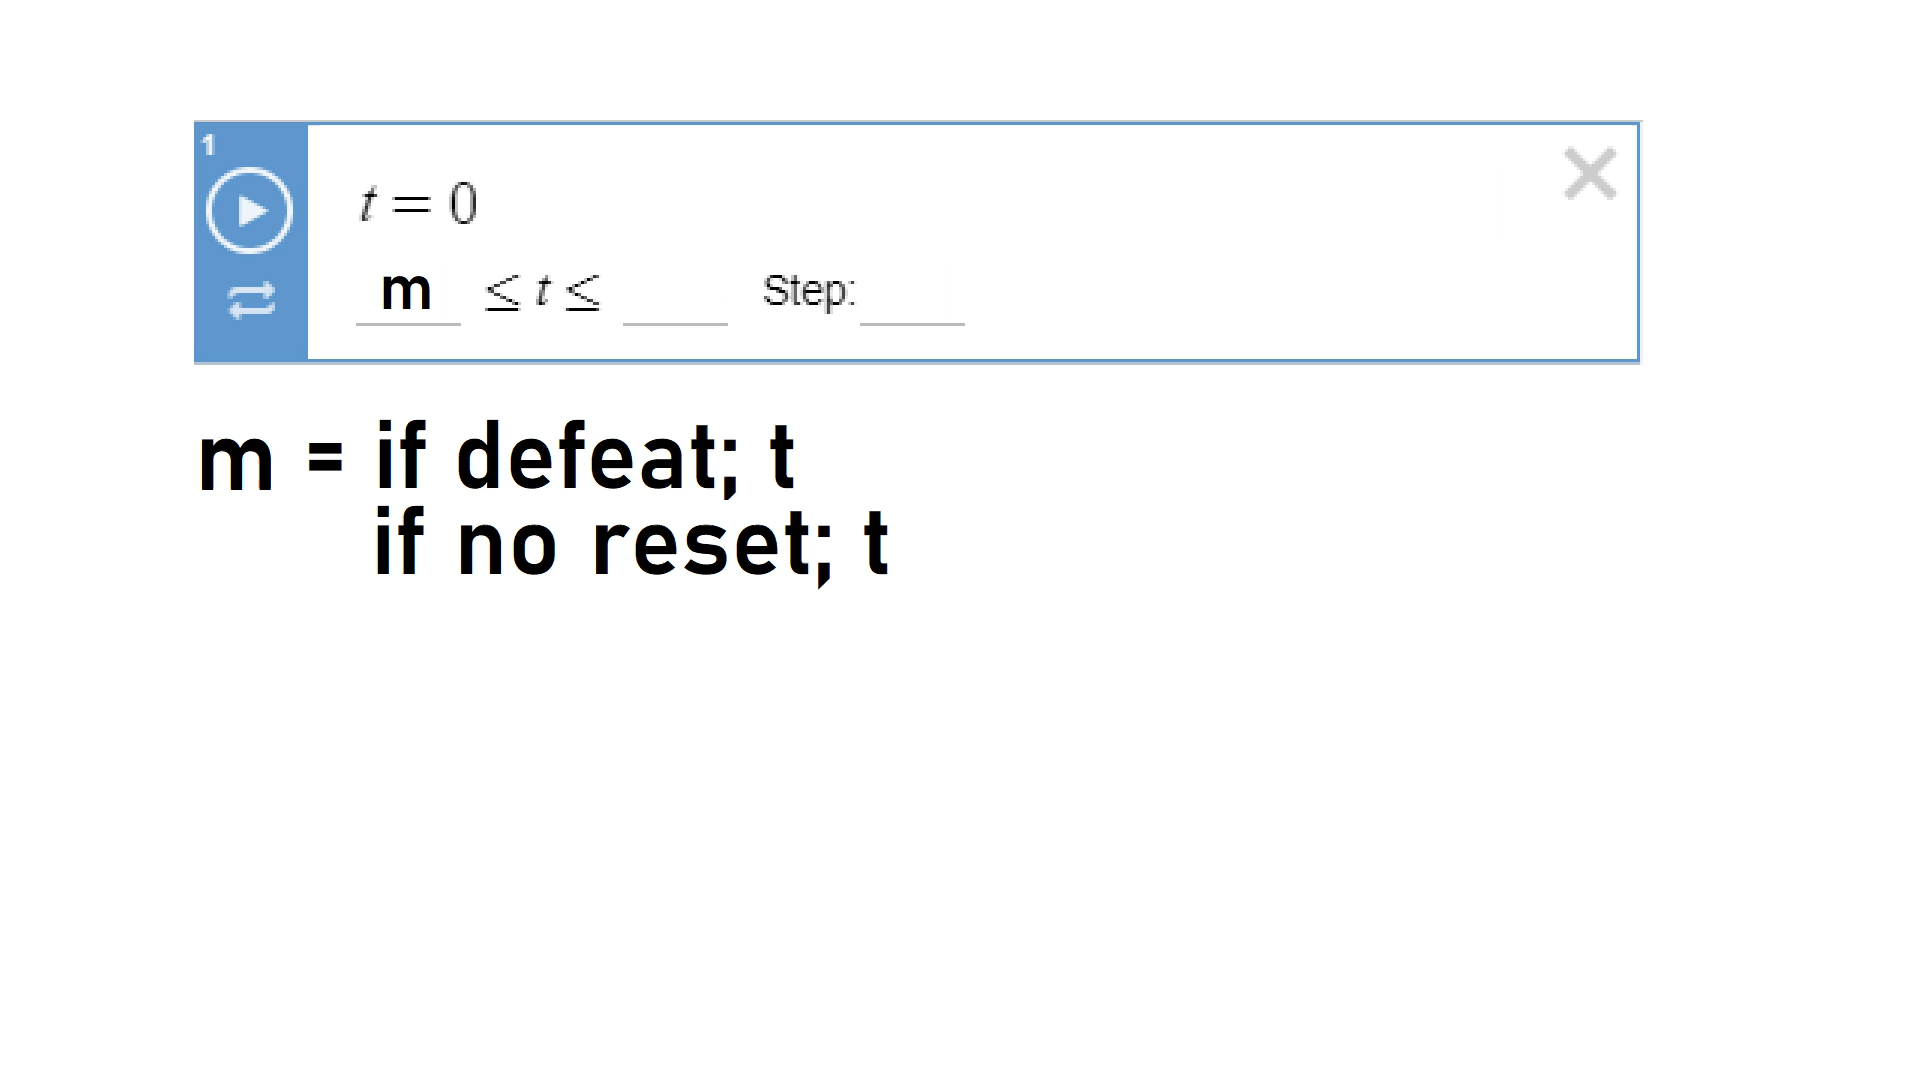 1
t = 0
m ≤ t ≤ Step:
m = if defeat; t
if no reset; t